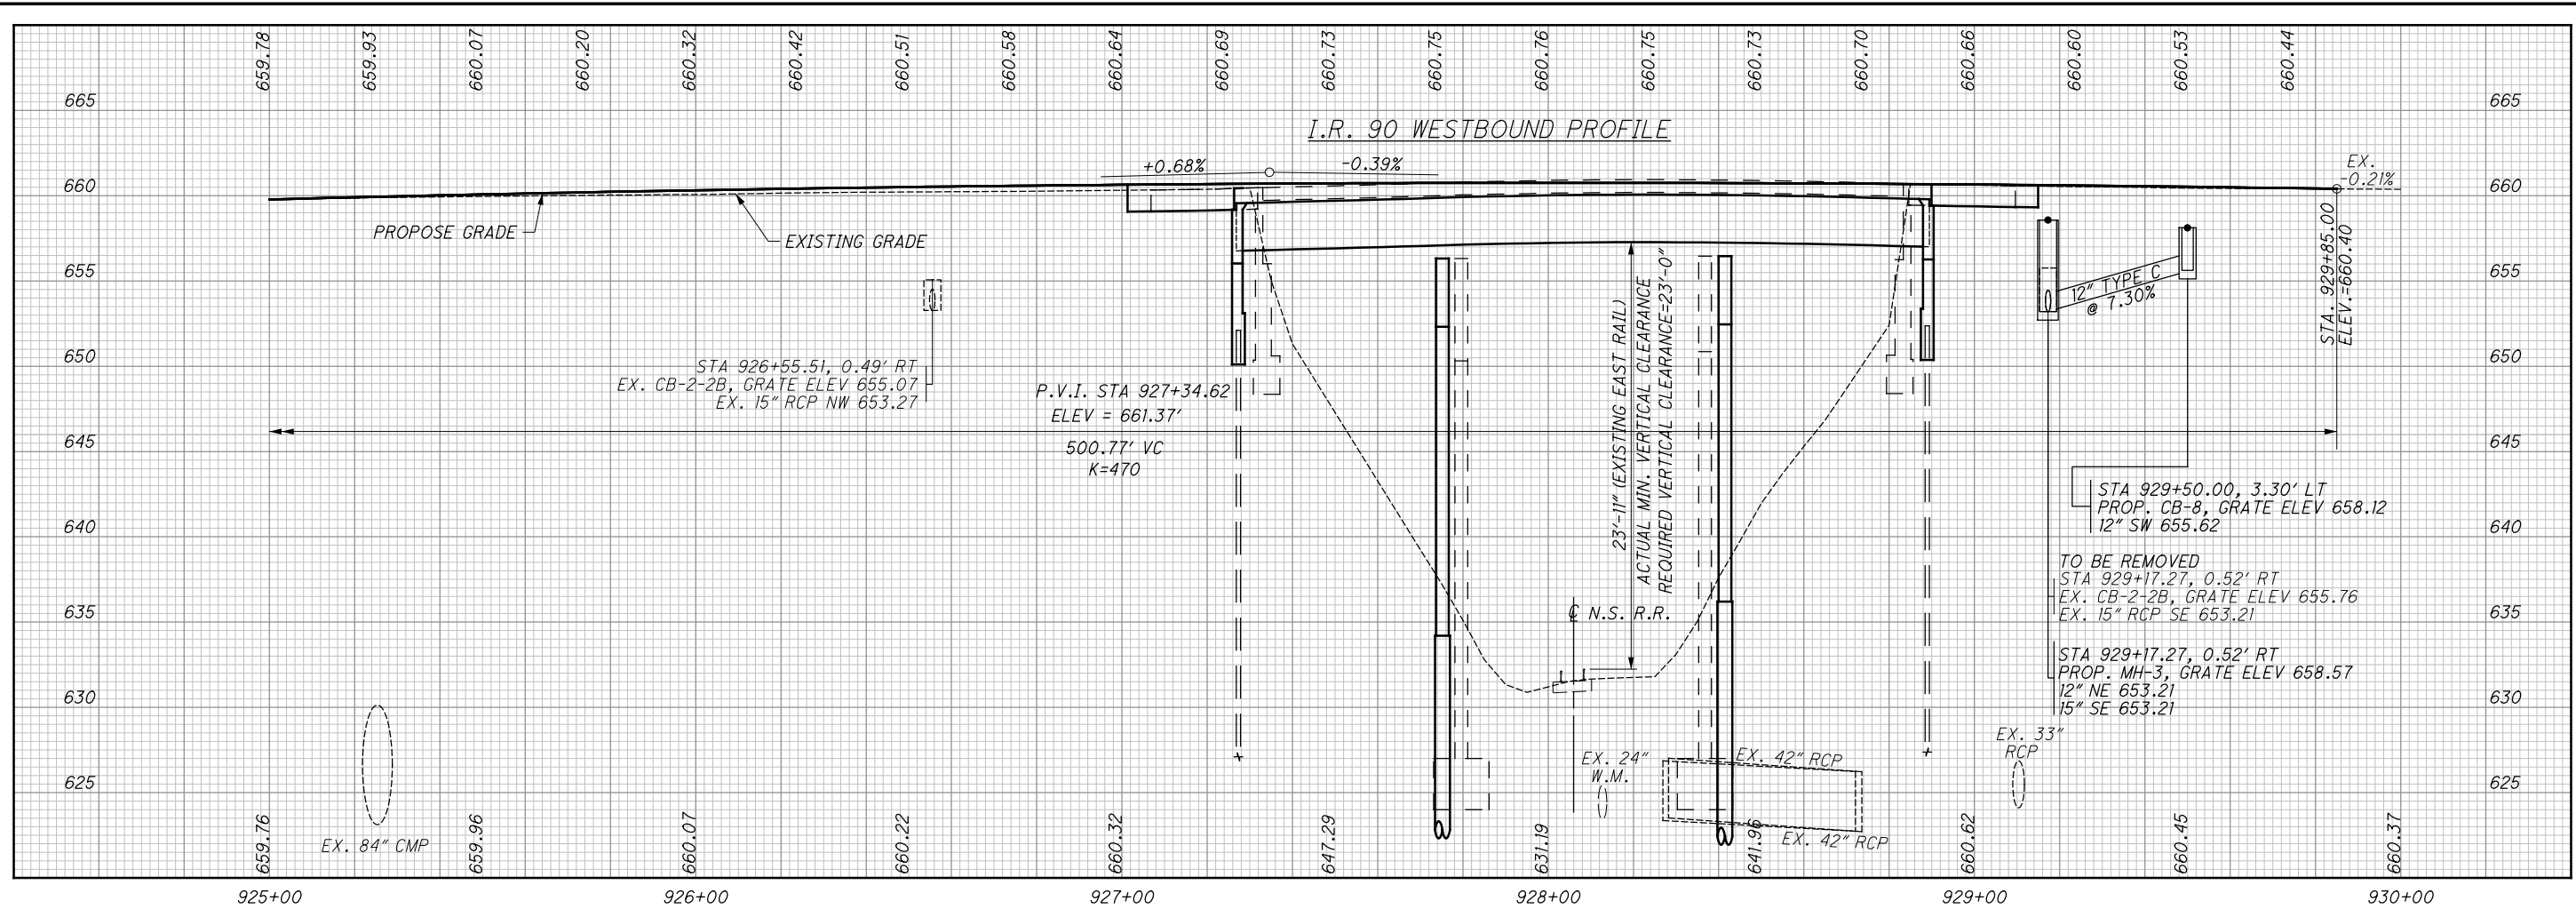 659.78
659.93
660.07
660.20
660.32
660.42
660.51
660.58
660.64
660.69
660.73
660.75
660.76
660.75
660.73
660.70
660.66
660.60
660.53
660.44
665
665
I.R. 90 WESTBOUND PROFILE
+0.68%
-0.39%
EX.
-0.21%
660
660
PROPOSE GRADE
EXISTING GRADE
STA. 929+85.00
ELEV.=660.40
655
655
12" TYPE C
@ 7.30%
23'-11" (EXISTING EAST RAIL)
ACTUAL MIN. VERTICAL CLEARANCE
REQUIRED VERTICAL CLEARANCE=23'-0"
650
650
STA 926+55.51, 0.49' RT
EX. CB-2-2B, GRATE ELEV 655.07
EX. 15" RCP NW 653.27
P.V.I. STA 927+34.62
ELEV = 661.37'
645
645
500.77' VC
K=470
STA 929+50.00, 3.30' LT
PROP. CB-8, GRATE ELEV 658.12
12" SW 655.62
640
640
TO BE REMOVED
STA 929+17.27, 0.52' RT
EX. CB-2-2B, GRATE ELEV 655.76
EX. 15" RCP SE 653.21
635
635
℄ N.S. R.R.
STA 929+17.27, 0.52' RT
PROP. MH-3, GRATE ELEV 658.57
12" NE 653.21
15" SE 653.21
630
630
EX. 33"
RCP
EX. 24"
W.M.
EX. 42" RCP
625
625
EX. 84" CMP
EX. 42" RCP
659.76
659.96
660.07
660.22
660.32
647.29
631.19
641.96
660.62
660.45
660.37
925+00
926+00
927+00
928+00
929+00
930+00